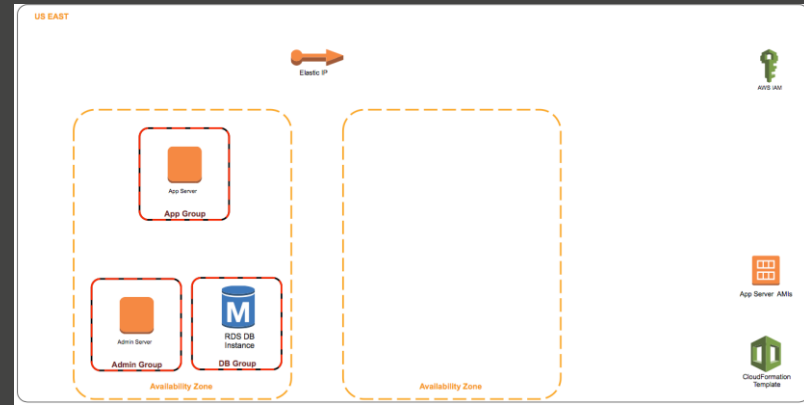 US EAST
Elastic IP
AWS IAM
App Server
App Group
App Server AMIs
Admin Server
Admin Group
M
RDS DB
Instance
DB Group
Availability Zone
Availability Zone
CloudFormation
Template